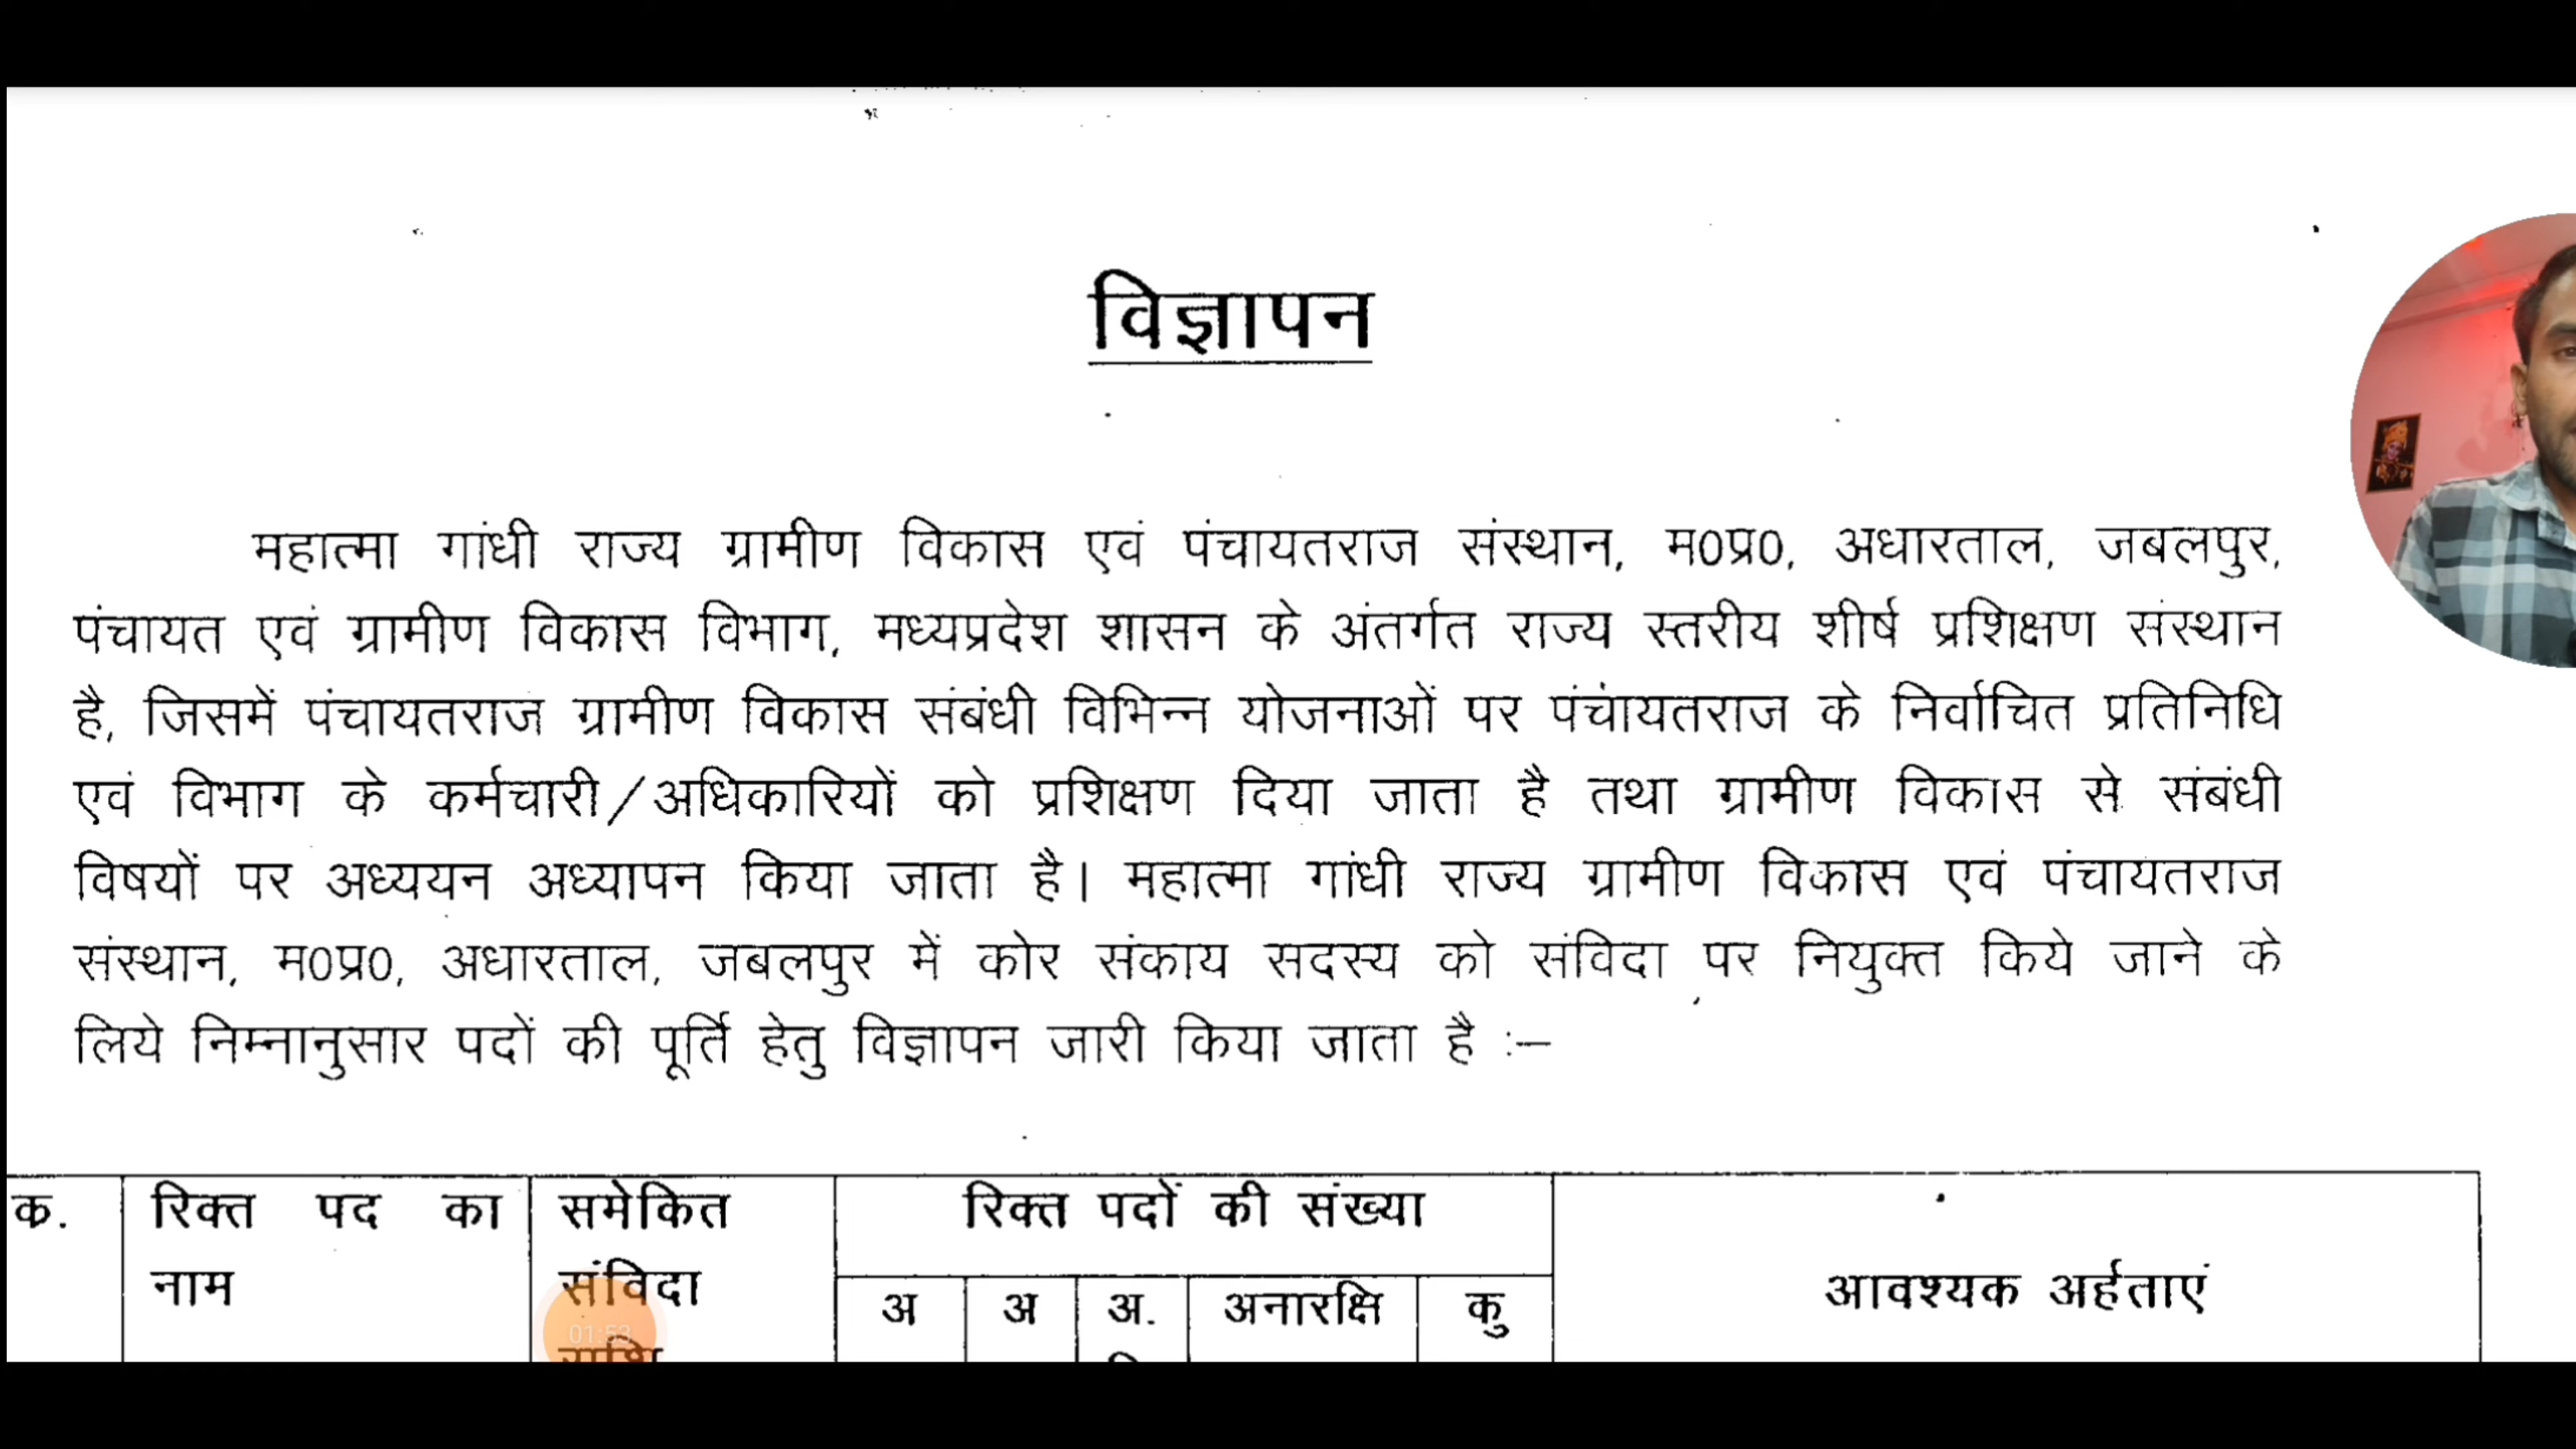 विज्ञापन
महात्मा गांधी राज्य ग्रामीण विकास एवं पंचायतराज संस्थान, म0प्र0, अधारताल, जबलपुर,
पंचायत एवं ग्रामीण विकास विभाग, मध्यप्रदेश शासन के अंतर्गत राज्य स्तरीय शीर्ष प्रशिक्षण संस्थान
है, जिसमें पंचायतराज ग्रामीण विकास संबंधी विभिन्न योजनाओं पर पंचायतराज के निर्वाचित प्रतिनिधि
एवं विभाग के कर्मचारी/अधिकारियों को प्रशिक्षण दिया जाता है तथा ग्रामीण विकास से संबंधी
विषयों पर अध्ययन अध्यापन किया जाता है। महात्मा गांधी राज्य ग्रामीण विकास एवं पंचायतराज
संस्थान, म0प्र0, अधारताल, जबलपुर में कोर संकाय सदस्य को संविदा पर नियुक्त किये जाने के
लिये निम्नानुसार पदों की पूर्ति हेतु विज्ञापन जारी किया जाता है :–
क. रिक्त पद का समेकित रिक्त पदों की संख्या
नाम संविदा आवश्यक अर्हताएं
अ अ अ. अनारक्षि कु
01:53